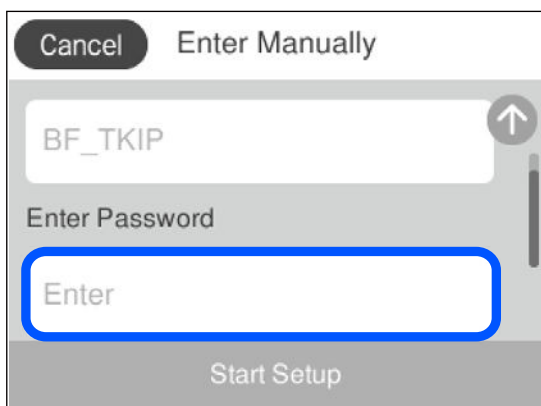 Cancel Enter Manually
BF_TKIP
Enter Password
Enter
Start Setup